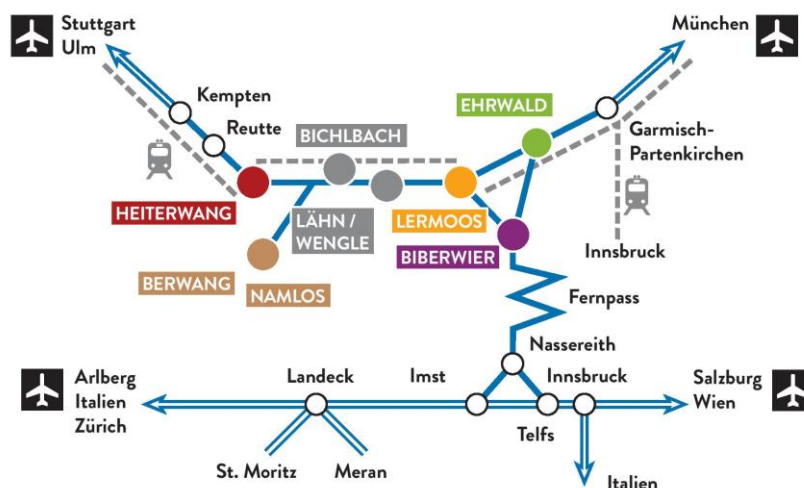 Stuttgart
Ulm
München
Kempten
EHRWALD
Reutte
BICHLBACH
Garmisch-
Partenkirchen
HEITERWANG
LÄHN /
WENGLE
LERMOOS
BIBERWIER
Innsbruck
BERWANG
NAMLOS
Fernpass
Nassereith
Arlberg
Italien
Zürich
Landeck
Imst
Innsbruck
Salzburg
Wien
Telfs
St. Moritz
Meran
Italien